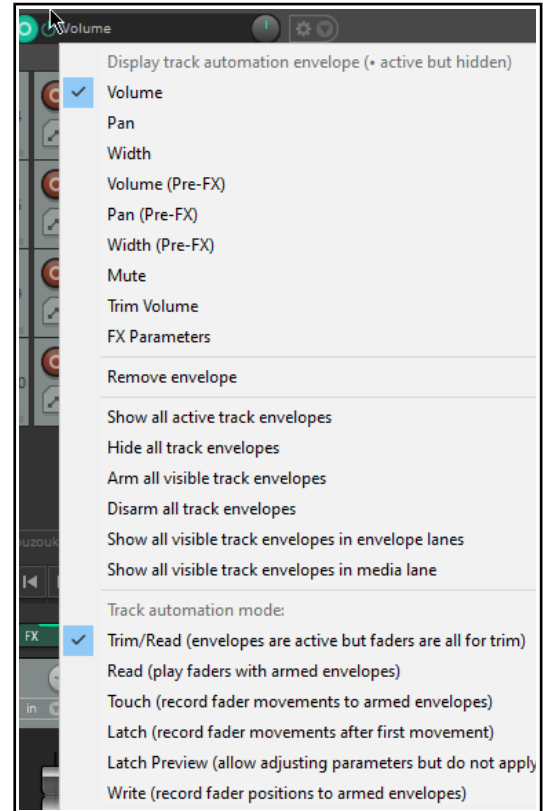 Volume
Display track automation envelope (• active but hidden)
Volume
Pan
Width
Volume (Pre-FX)
Pan (Pre-FX)
Width (Pre-FX)
Mute
Trim Volume
FX Parameters
Remove envelope
Show all active track envelopes
Hide all track envelopes
Arm all visible track envelopes
Disarm all track envelopes
Show all visible track envelopes in envelope lanes
Show all visible track envelopes in media lane
Track automation mode:
FX
Trim/Read (envelopes are active but faders are all for trim)
Read (play faders with armed envelopes)
Touch (record fader movements to armed envelopes)
in
Latch (record fader movements after first movement)
Latch Preview (allow adjusting parameters but do not apply
Write (record fader positions to armed envelopes)